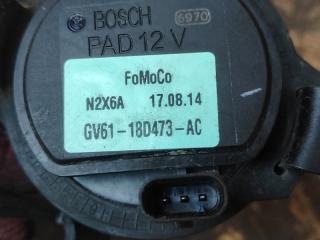 BOSCH 6970
PAD 12 V
FoMoCo
N2X6A 17.08.14
GV61-18D473-AC